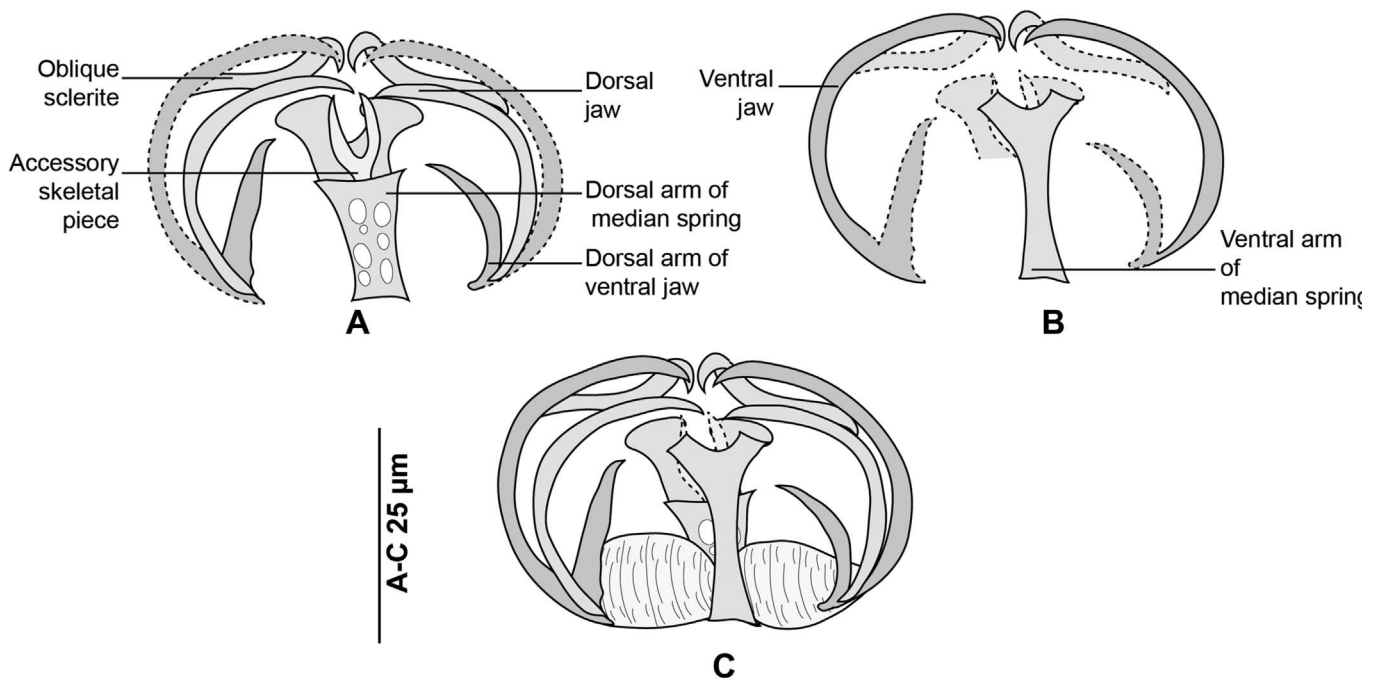 Oblique
sclerite
Accessory
skeletal
piece
Dorsal
jaw
Dorsal arm of
median spring
Dorsal arm of
ventral jaw
A
Ventral
jaw
Ventral arm
of
median spring
B
A-C 25 µm
C